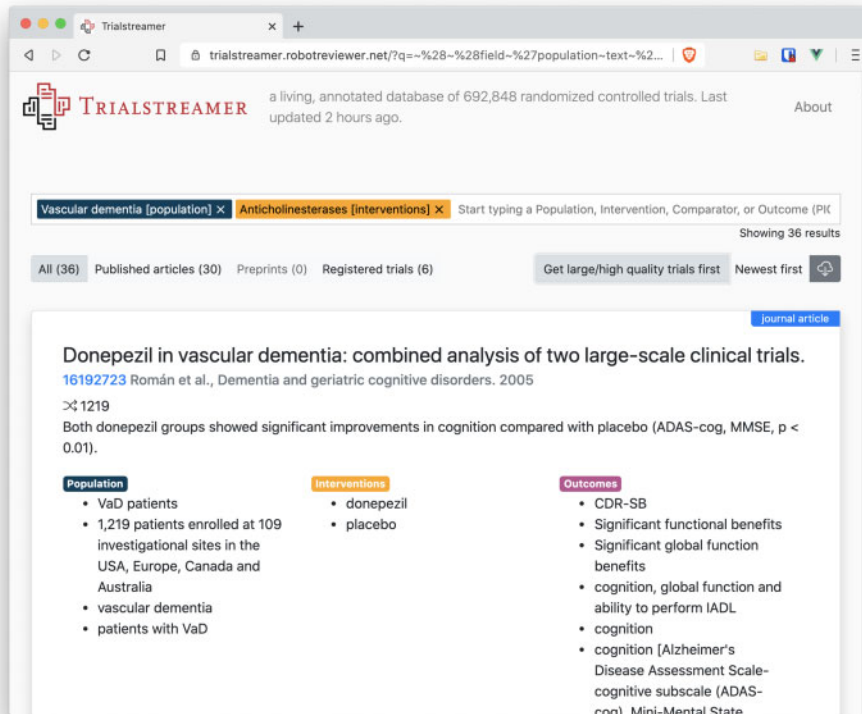 Trialstreamer
trialstreamer.robotreviewer.net/?q=~%28~%28field~%27population~text~%2...
TRIALSTREAMER
a living, annotated database of 692,848 randomized controlled trials. Last
updated 2 hours ago.
About
Vascular dementia [population] × Anticholinesterases [interventions] × Start typing a Population, Intervention, Comparator, or Outcome (PIC
Showing 36 results
All (36) Published articles (30) Preprints (0) Registered trials (6) Get large/high quality trials first Newest first
journal article
Donepezil in vascular dementia: combined analysis of two large-scale clinical trials.
16192723 Román et al., Dementia and geriatric cognitive disorders. 2005
1219
Both donepezil groups showed significant improvements in cognition compared with placebo (ADAS-cog, MMSE, p <
0.01).
Population
• VaD patients
• 1,219 patients enrolled at 109
investigational sites in the
USA, Europe, Canada and
Australia
• vascular dementia
• patients with VaD
Interventions
• donepezil
• placebo
Outcomes
• CDR-SB
• Significant functional benefits
• Significant global function
benefits
• cognition, global function and
ability to perform IADL
• cognition
• cognition [Alzheimer's
Disease Assessment Scale-
cognitive subscale (ADAS-
cog), Mini-Mental State